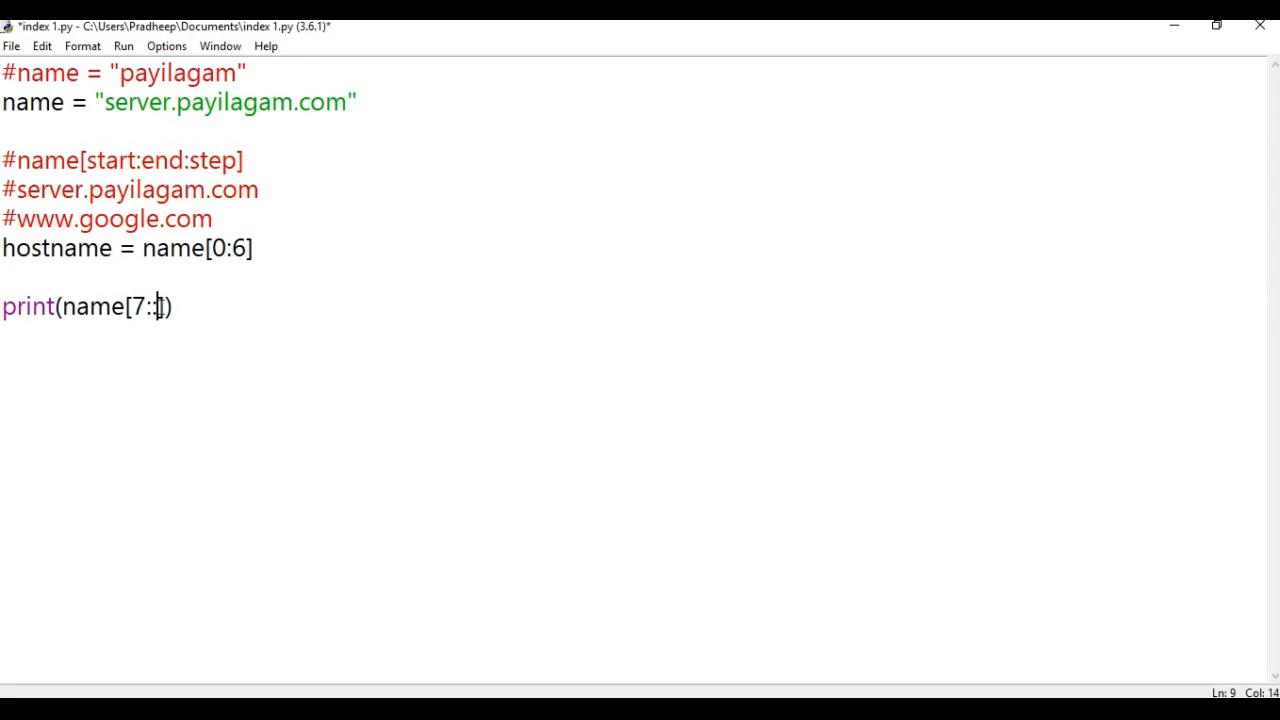 *index 1.py - C:\Users\Pradheep\Documents\index 1.py (3.6.1)*
File Edit Format Run Options Window Help
#name = "payilagam"
name = "server.payilagam.com"
#name[start:end:step]
#server.payilagam.com
#www.google.com
hostname = name[0:6]
print(name[7::])
Ln: 9 Col: 14